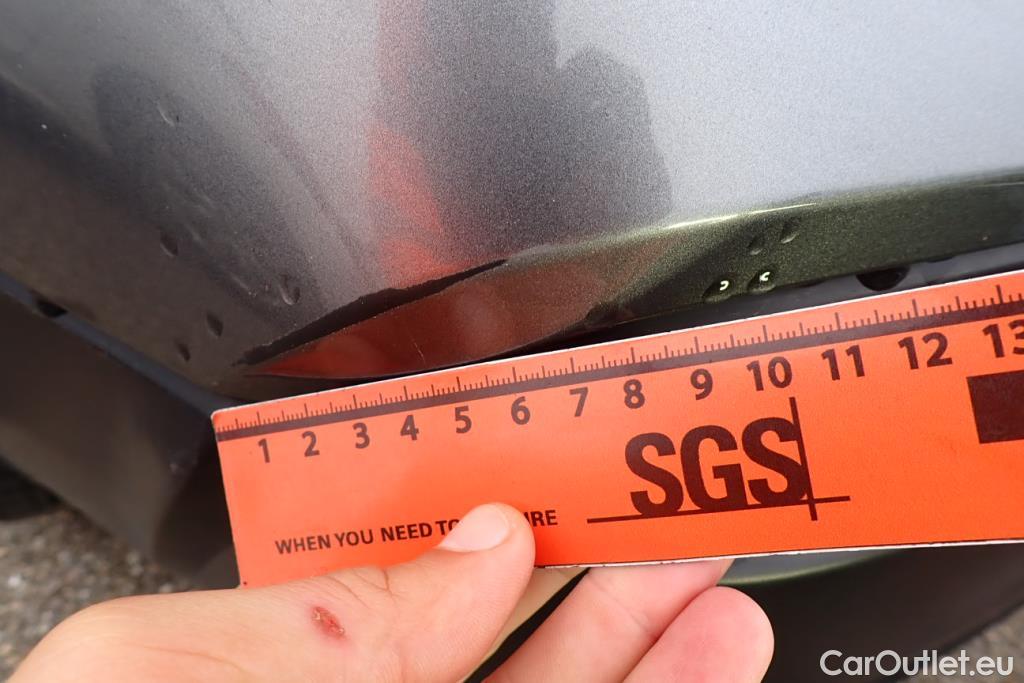 1 2 3 4 5 6 7 8 9 10 11 12 13
SGS
WHEN YOU NEED TO
CarOutlet.eu